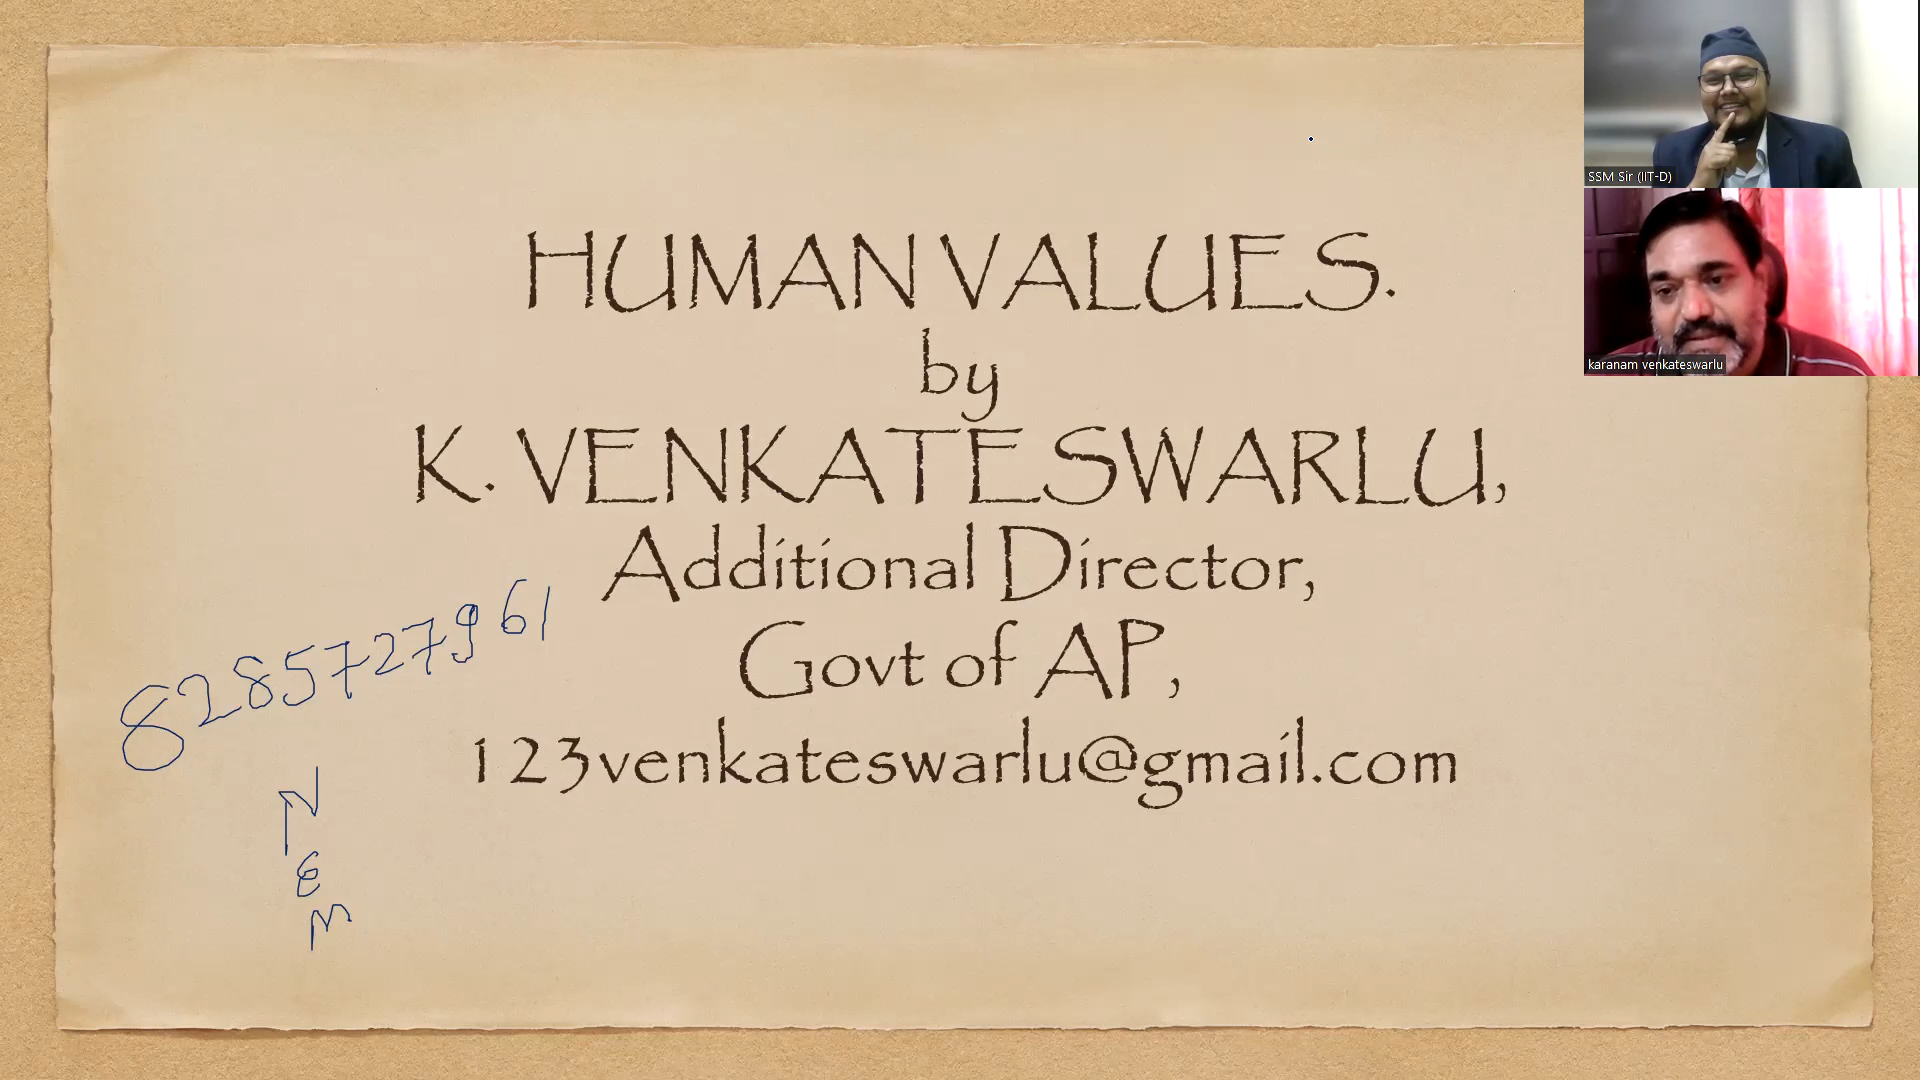 SSM Sir (IIT-D)
karanam venkateswarlu
HUMAN VALUES.
by
K. VENKATESWARLU,
Additional Director,
Govt of AP,
123venkateswarlu@gmail.com
8285727961
N
e
m